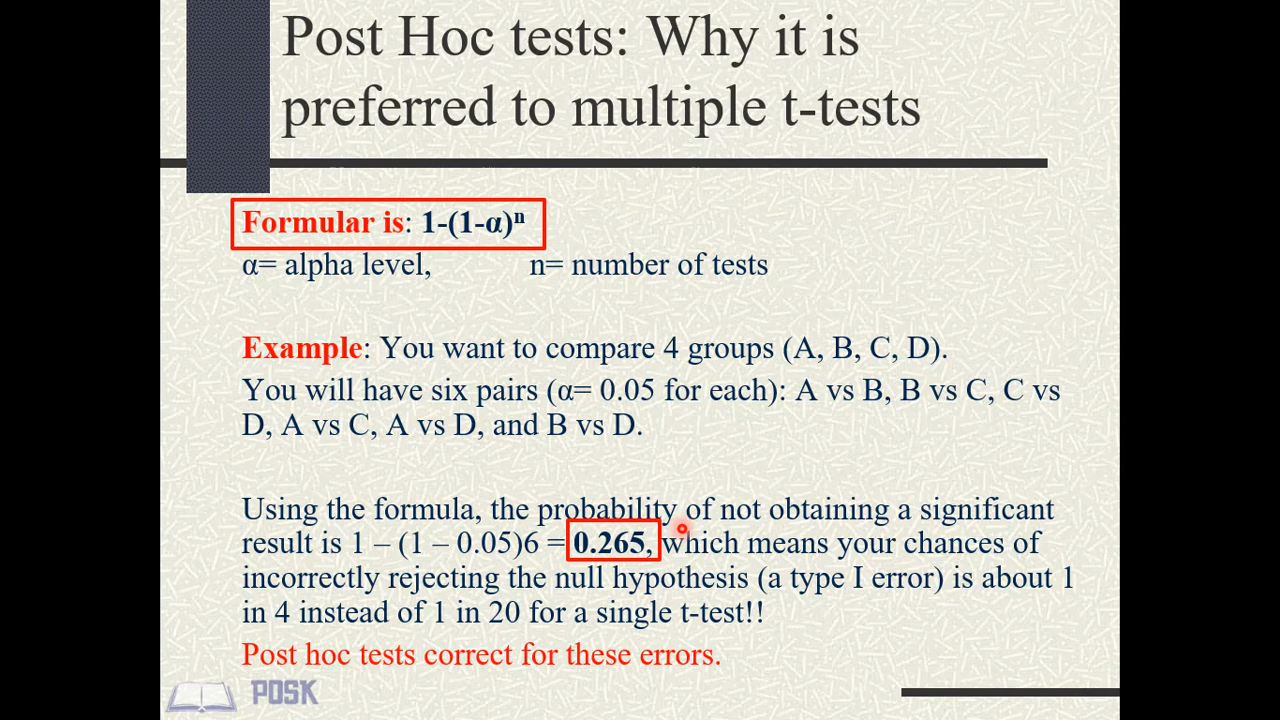 Post Hoc tests: Why it is
preferred to multiple t-tests
Formular is: 1-(1-α)ⁿ
α= alpha level, n= number of tests
Example: You want to compare 4 groups (A, B, C, D).
You will have six pairs (α= 0.05 for each): A vs B, B vs C, C vs
D, A vs C, A vs D, and B vs D.
Using the formula, the probability of not obtaining a significant
result is 1 – (1 – 0.05)6 = 0.265, which means your chances of
incorrectly rejecting the null hypothesis (a type I error) is about 1
in 4 instead of 1 in 20 for a single t-test!!
Post hoc tests correct for these errors.
POSK